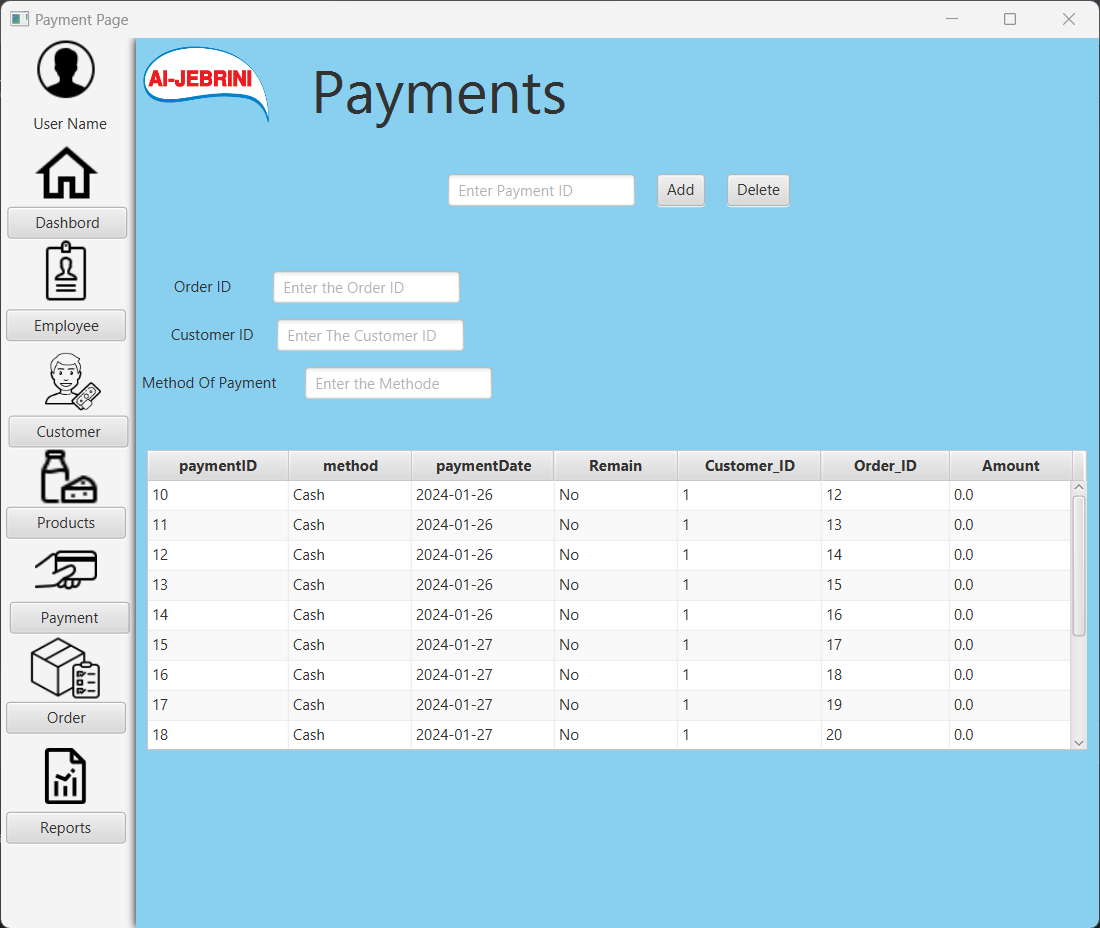 Payment Page
User Name
Dashbord
Employee
Customer
Products
Payment
Order
Reports
Al-JEBRINI
Payments
Enter Payment ID Add Delete
Order ID Enter the Order ID
Customer ID Enter The Customer ID
Method Of Payment Enter the Methode
paymentID method paymentDate Remain Customer_ID Order_ID Amount
10 Cash 2024-01-26 No 1 12 0.0
11 Cash 2024-01-26 No 1 13 0.0
12 Cash 2024-01-26 No 1 14 0.0
13 Cash 2024-01-26 No 1 15 0.0
14 Cash 2024-01-26 No 1 16 0.0
15 Cash 2024-01-27 No 1 17 0.0
16 Cash 2024-01-27 No 1 18 0.0
17 Cash 2024-01-27 No 1 19 0.0
18 Cash 2024-01-27 No 1 20 0.0